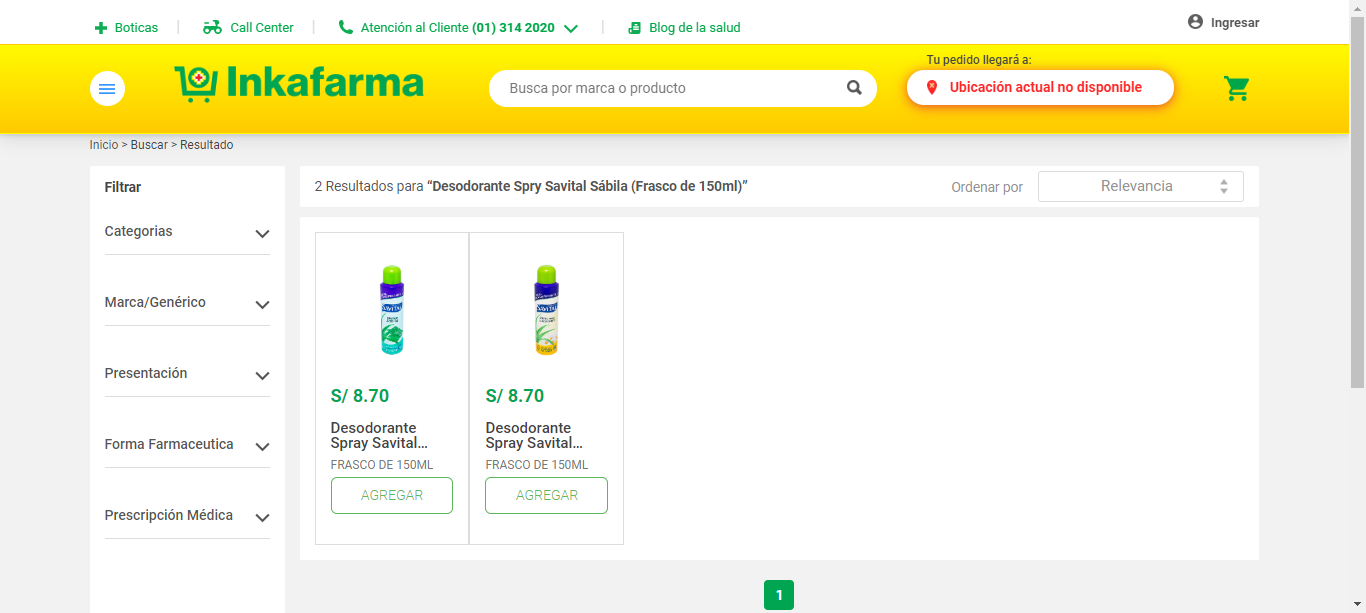 Boticas
Call Center
Atención al Cliente (01) 314 2020
Blog de la salud
Ingresar
Inkafarma
Busca por marca o producto
Tu pedido llegará a:
Ubicación actual no disponible
Inicio > Buscar > Resultado
Filtrar
Categorias
Marca/Genérico
Presentación
Forma Farmaceutica
Prescripción Médica
2 Resultados para “Desodorante Spry Savital Sábila (Frasco de 150ml)”
Ordenar por
Relevancia
SAVITAL
S/ 8.70
Desodorante
Spray Savital...
FRASCO DE 150ML
AGREGAR
SAVITAL
S/ 8.70
Desodorante
Spray Savital...
FRASCO DE 150ML
AGREGAR
1